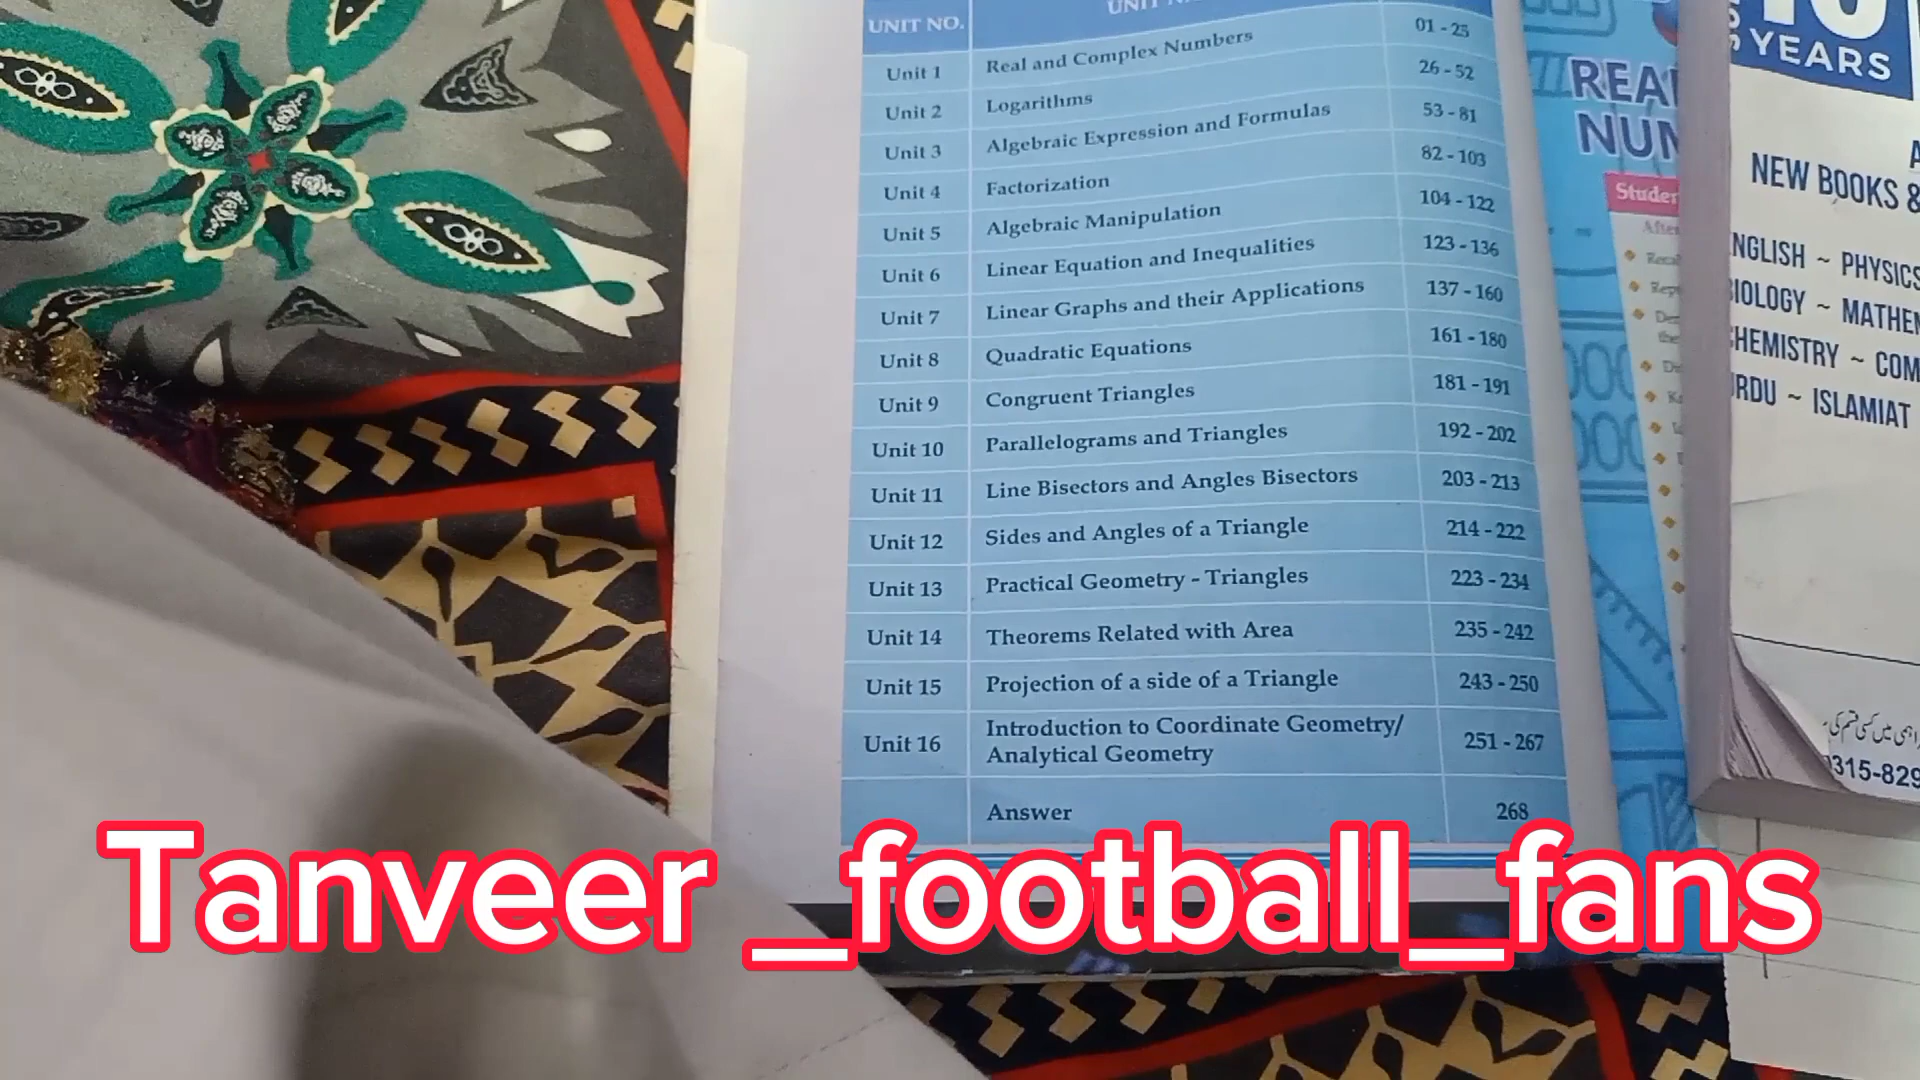 UNIT NO.
Unit 1 Real and Complex Numbers 01 - 25
Unit 2 Logarithms 26 - 52
Unit 3 Algebraic Expression and Formulas 53 - 81
Unit 4 Factorization 82 - 103
Unit 5 Algebraic Manipulation 104 - 122
Unit 6 Linear Equation and Inequalities 123 - 136
Unit 7 Linear Graphs and their Applications 137 - 160
Unit 8 Quadratic Equations 161 - 180
Unit 9 Congruent Triangles 181 - 191
Unit 10 Parallelograms and Triangles 192 - 202
Unit 11 Line Bisectors and Angles Bisectors 203 - 213
Unit 12 Sides and Angles of a Triangle 214 - 222
Unit 13 Practical Geometry - Triangles 223 - 234
Unit 14 Theorems Related with Area 235 - 242
Unit 15 Projection of a side of a Triangle 243 - 250
Unit 16 Introduction to Coordinate Geometry/
Analytical Geometry 251 - 267
Answer 268
YEARS
NEW BOOKS &
PHYSICS
~ ISLAMIAT
315-829
Tanveer _football_fans